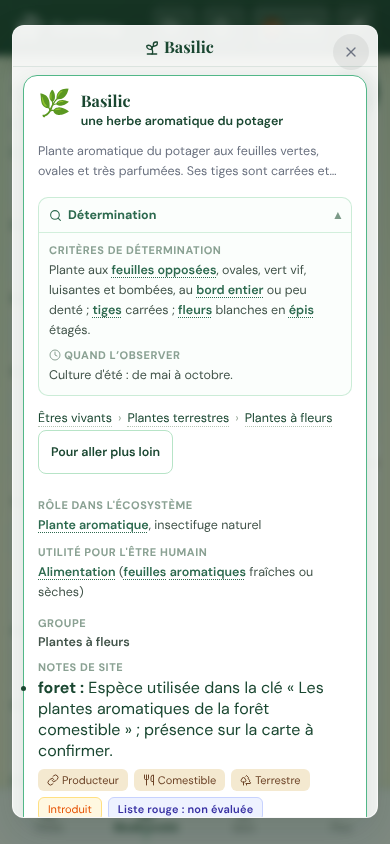 Basilic
Basilic
une herbe aromatique du potager
Plante aromatique du potager aux feuilles vertes,
ovales et très parfumées. Ses tiges sont carrées et…
Détermination
CRITÈRES DE DÉTERMINATION
Plante aux feuilles opposées, ovales, vert vif,
luisantes et bombées, au bord entier ou peu
denté ; tiges carrées ; fleurs blanches en épis
étagés.
QUAND L'OBSERVER
Culture d'été : de mai à octobre.
Êtres vivants › Plantes terrestres › Plantes à fleurs
Pour aller plus loin
RÔLE DANS L'ÉCOSYSTÈME
Plante aromatique, insectifuge naturel
UTILITÉ POUR L'ÊTRE HUMAIN
Alimentation (feuilles aromatiques fraîches ou
sèches)
GROUPE
Plantes à fleurs
NOTES DE SITE
foret : Espèce utilisée dans la clé « Les
plantes aromatiques de la forêt
comestible » ; présence sur la carte à
confirmer.
Producteur Comestible Terrestre
Introduit Liste rouge : non évaluée